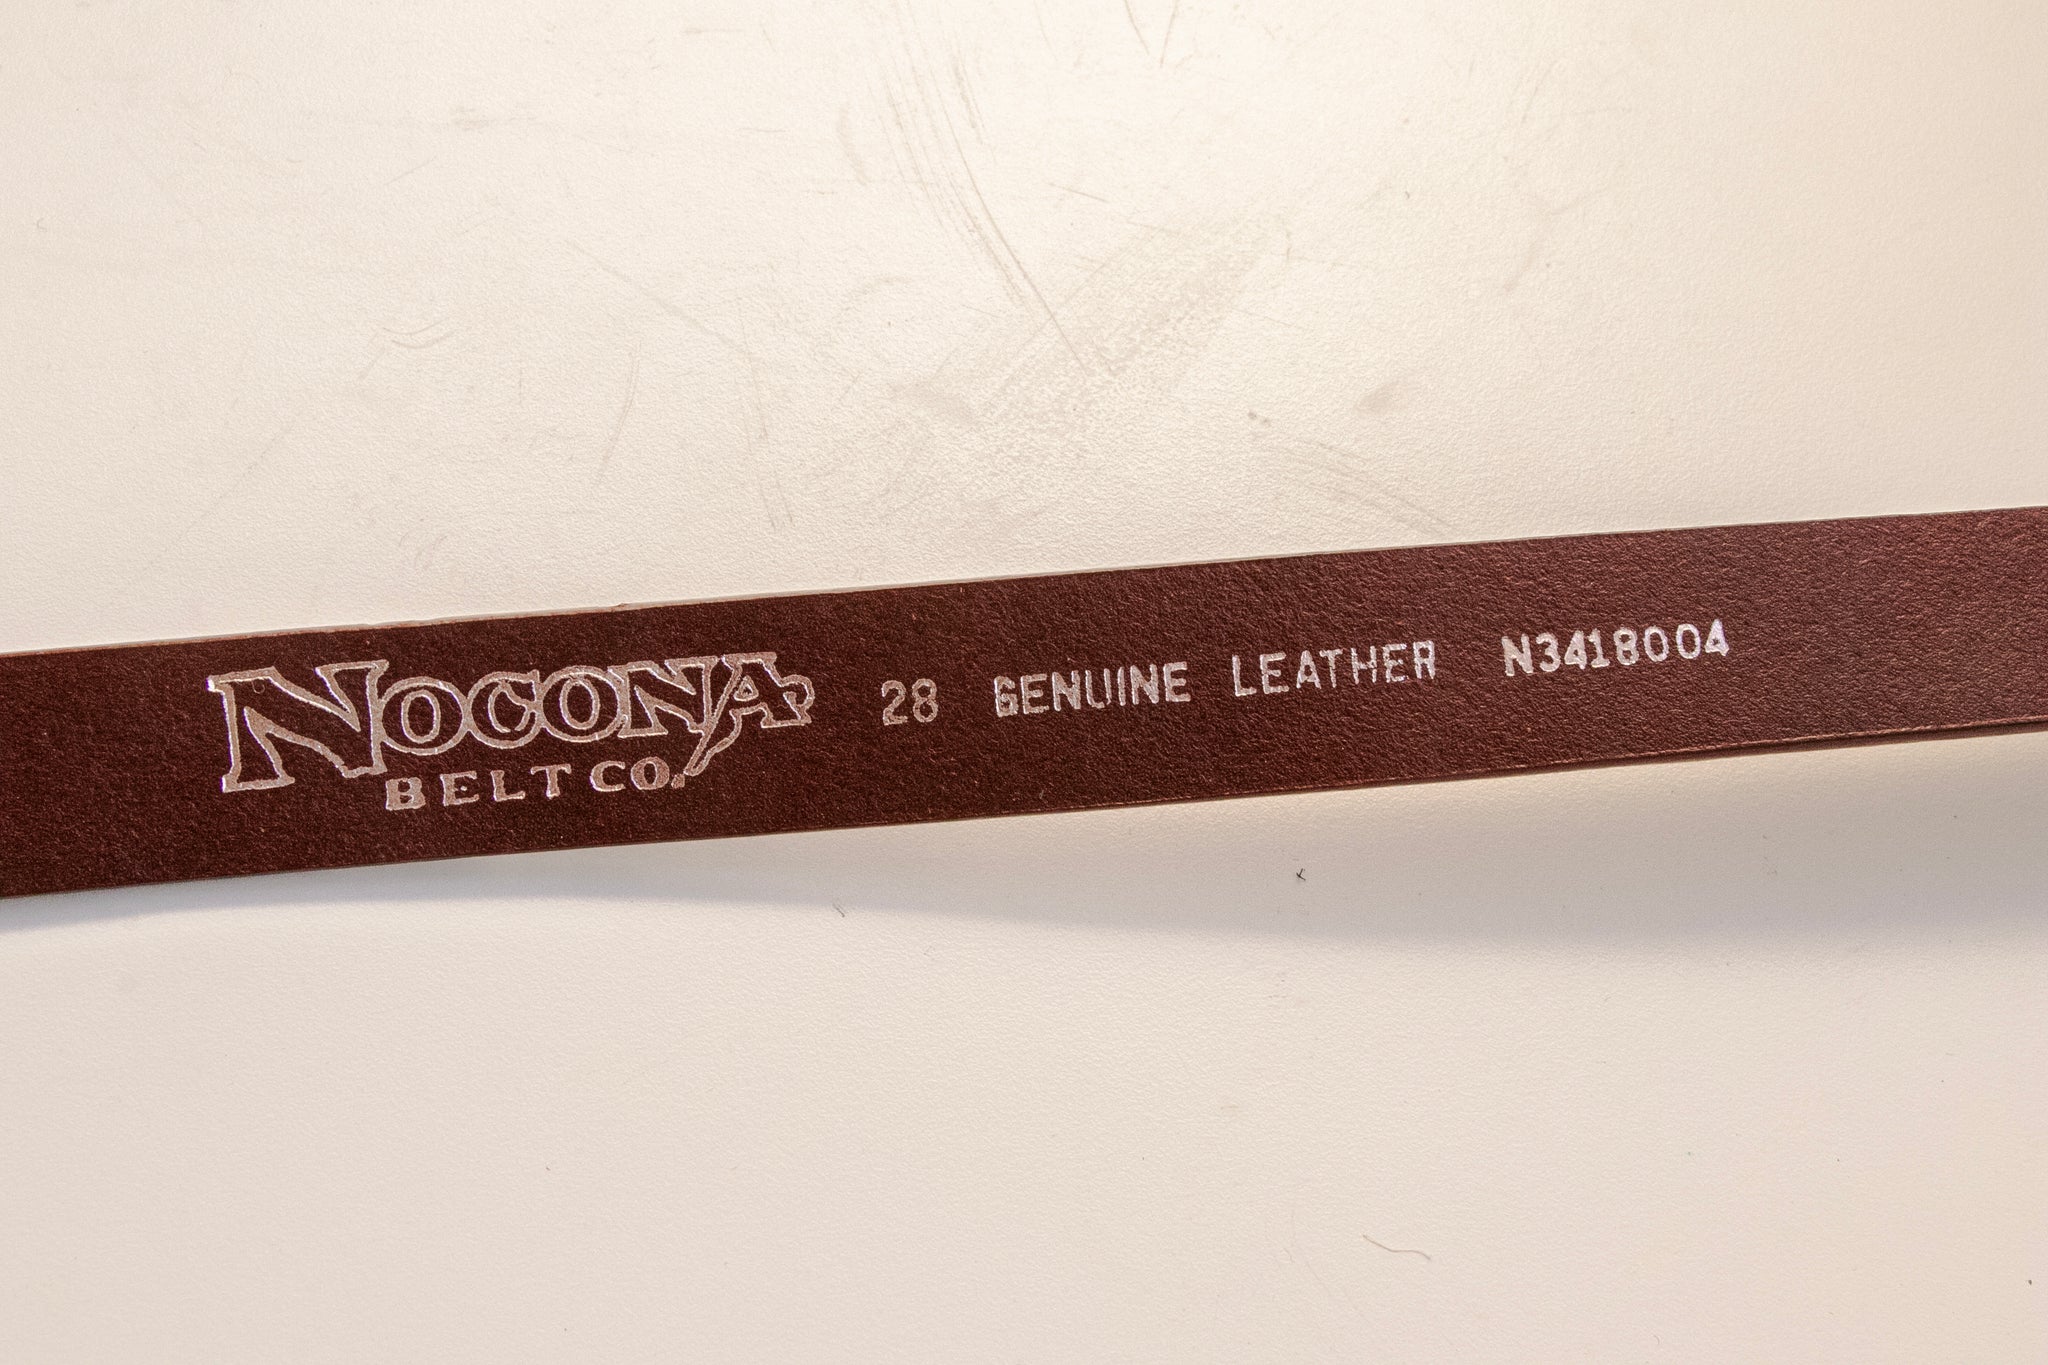 NOCONA 28 GENUINE LEATHER N3418004
BELT CO.